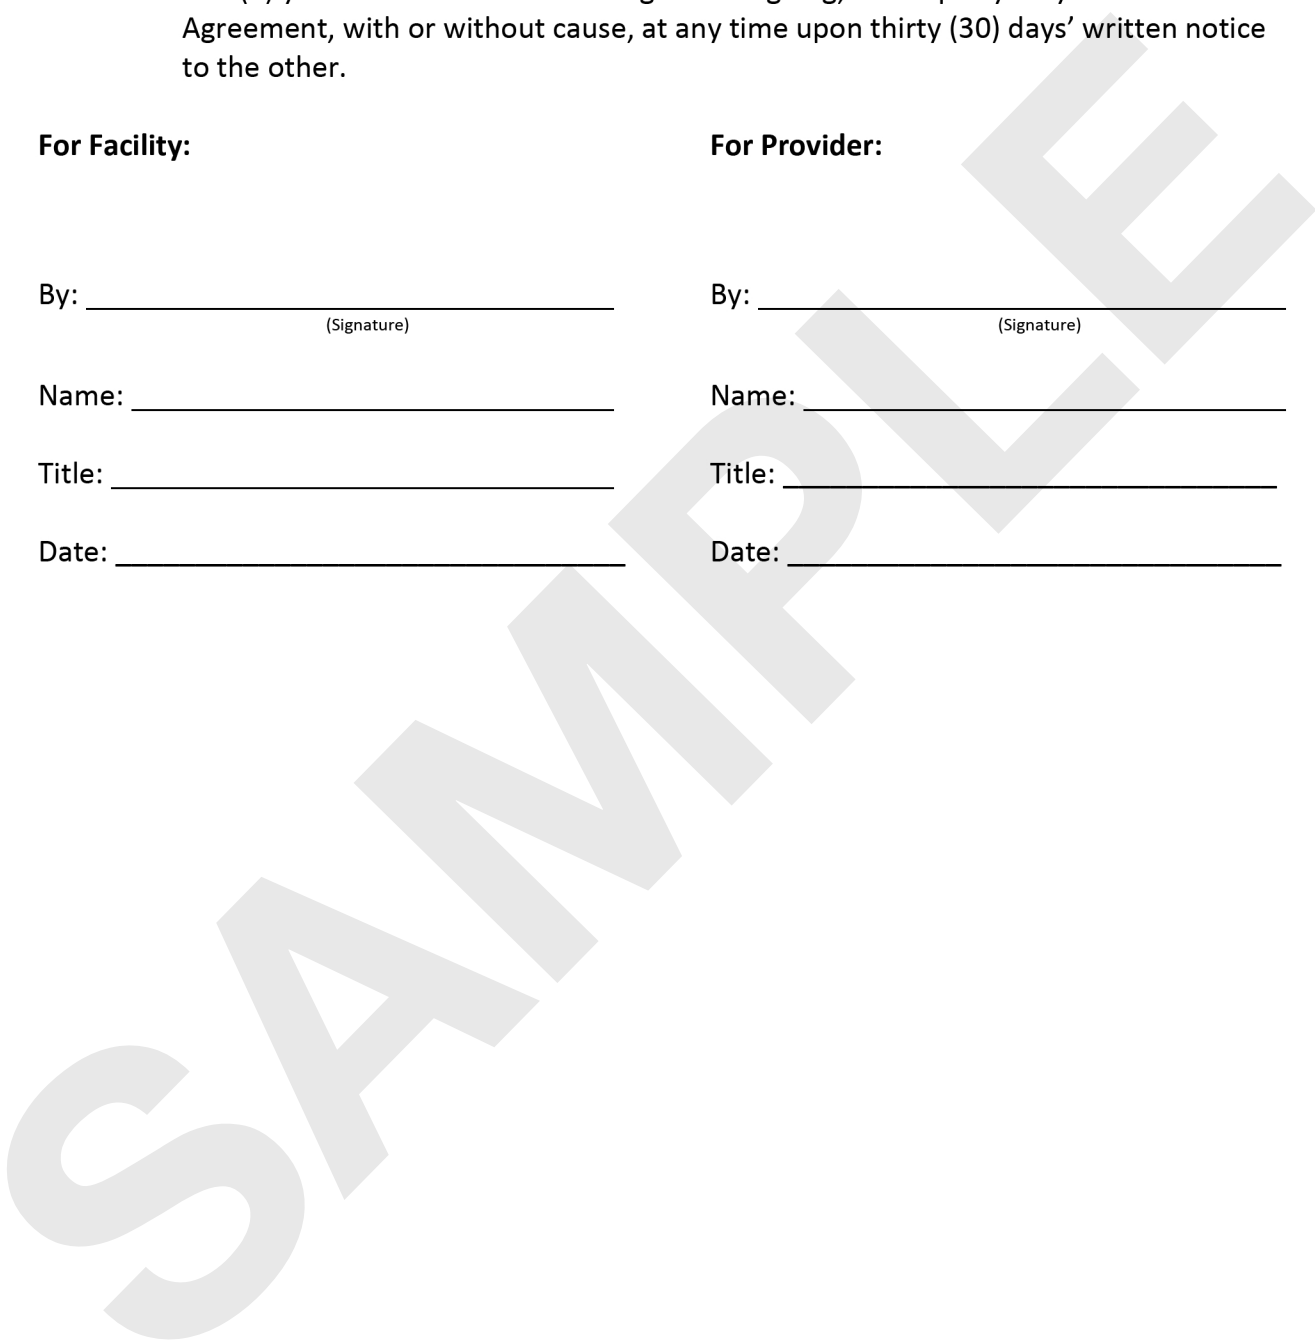 Agreement, with or without cause, at any time upon thirty (30) days’ written notice
to the other.
For Facility:
For Provider:
By:
(Signature)
By:
(Signature)
Name:
Name:
Title:
Title:
Date:
Date:
SAMPLE